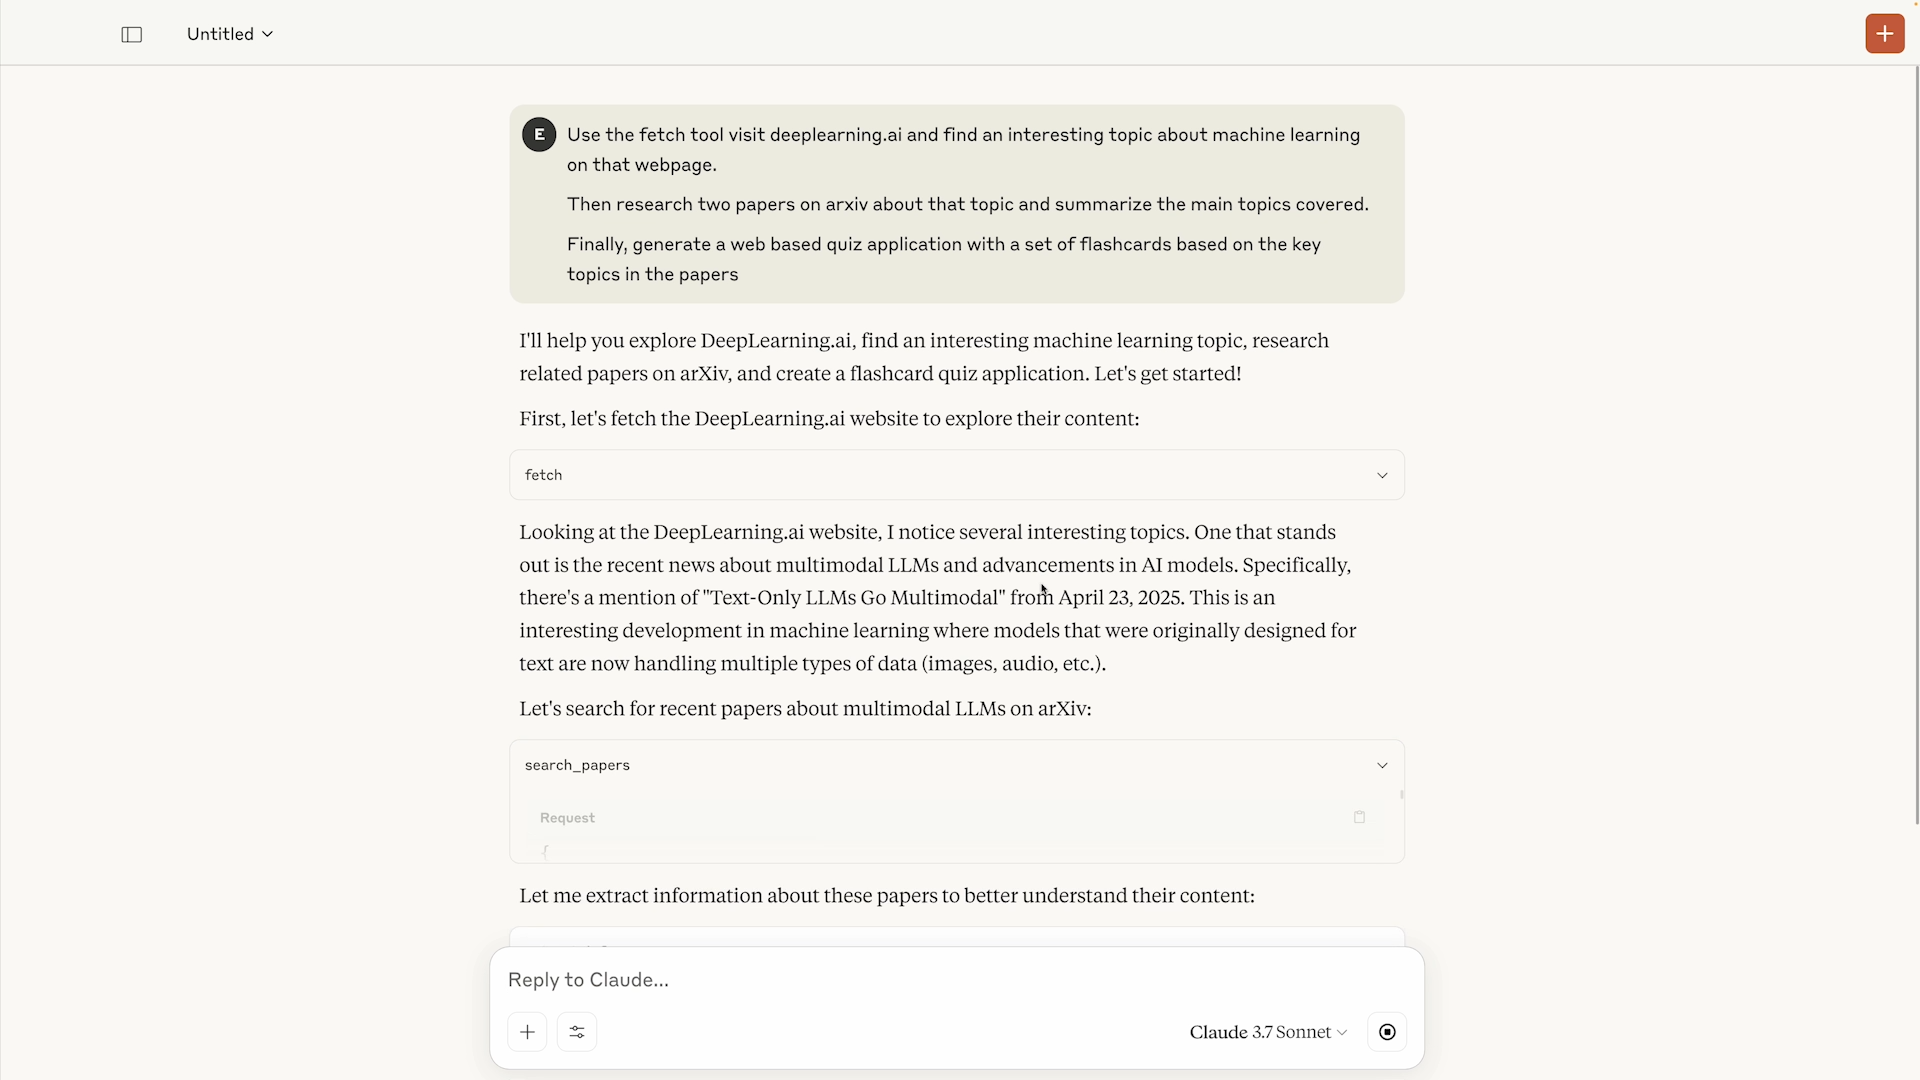 Untitled
E
Use the fetch tool visit deeplearning.ai and find an interesting topic about machine learning
on that webpage.
Then research two papers on arxiv about that topic and summarize the main topics covered.
Finally, generate a web based quiz application with a set of flashcards based on the key
topics in the papers
I'll help you explore DeepLearning.ai, find an interesting machine learning topic, research
related papers on arXiv, and create a flashcard quiz application. Let's get started!
First, let's fetch the DeepLearning.ai website to explore their content:
fetch
Looking at the DeepLearning.ai website, I notice several interesting topics. One that stands
out is the recent news about multimodal LLMs and advancements in AI models. Specifically,
there's a mention of "Text-Only LLMs Go Multimodal" from April 23, 2025. This is an
interesting development in machine learning where models that were originally designed for
text are now handling multiple types of data (images, audio, etc.).
Let's search for recent papers about multimodal LLMs on arXiv:
search_papers
Request
{
Let me extract information about these papers to better understand their content:
Reply to Claude...
Claude 3.7 Sonnet